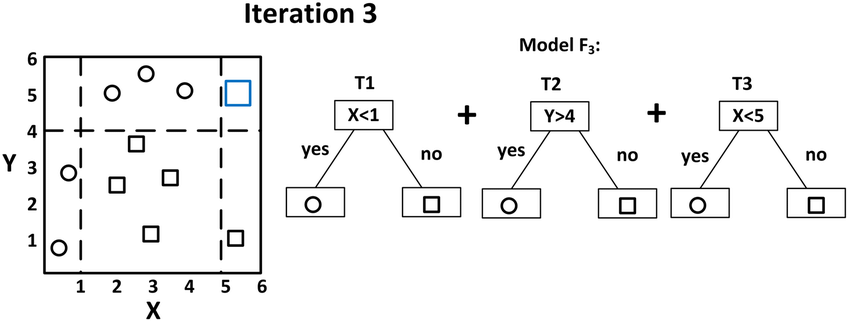 Iteration 3
Model F₃:
6
5
4
3
2
1
Y
1 2 3 4 5 6
X
T1
X<1
yes
no
+
T2
Y>4
yes
no
+
T3
X<5
yes
no